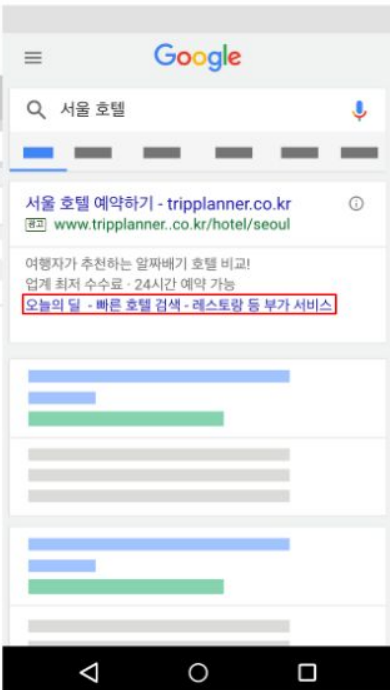 Google
서울 호텔
서울 호텔 예약하기 - tripplanner.co.kr
광고 www.tripplanner..co.kr/hotel/seoul
여행자가 추천하는 알짜배기 호텔 비교!
업계 최저 수수료 · 24시간 예약 가능
오늘의 딜 - 빠른 호텔 검색 - 레스토랑 등 부가 서비스